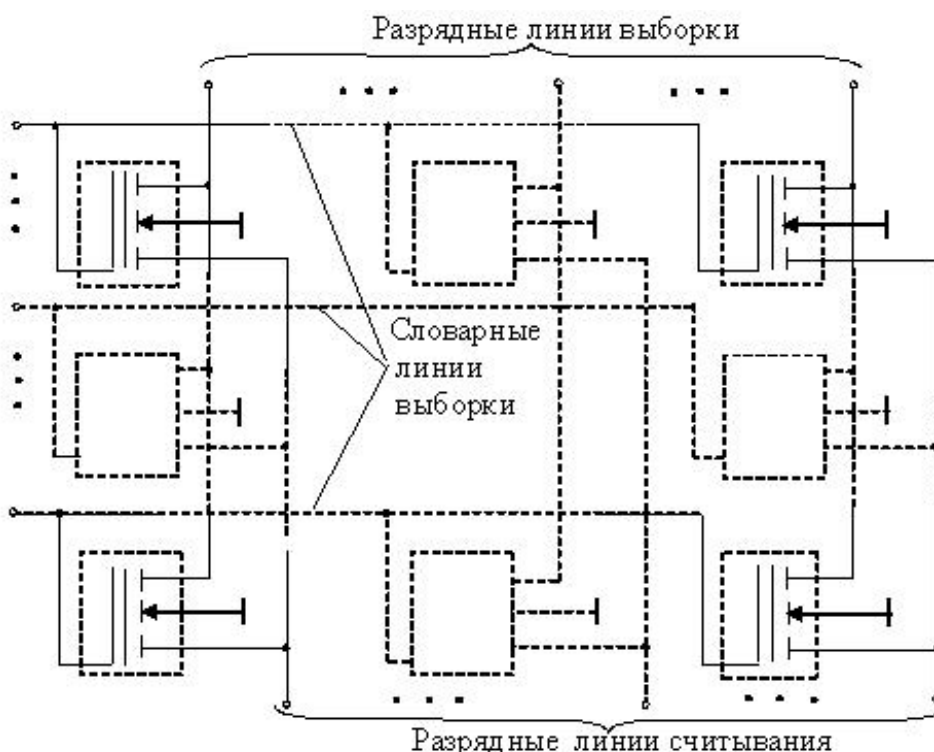 Разрядные линии выборки
Словарные
линии
выборки
Разрядные линии считывания